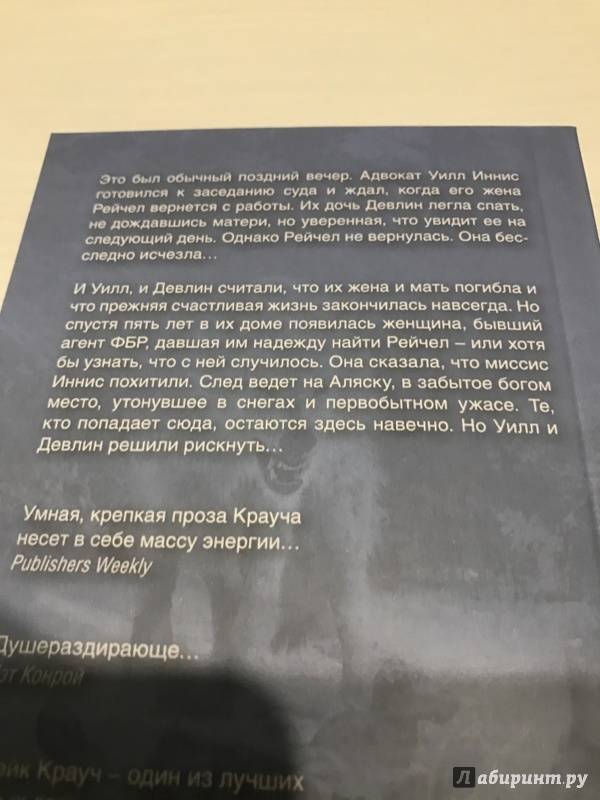 Это был обычный поздний вечер. Адвокат Уилл Иннис
готовился к заседанию суда и ждал, когда его жена
Рейчел вернется с работы. Их дочь Девлин легла спать,
не дождавшись матери, но уверенная, что увидит ее на
следующий день. Однако Рейчел не вернулась. Она бес-
следно исчезла...
И Уилл, и Девлин считали, что их жена и мать погибла и
что прежняя счастливая жизнь закончилась навсегда. Но
спустя пять лет в их доме появилась женщина, бывший
агент ФБР, давшая им надежду найти Рейчел – или хотя
бы узнать, что с ней случилось. Она сказала, что миссис
Иннис похитили. След ведет на Аляску, в забытое богом
место, утонувшее в снегах и первобытном ужасе. Те,
кто попадает сюда, остаются здесь навечно. Но Уилл и
Девлин решили рискнуть...
Умная, крепкая проза Крауча
несет в себе массу энергии...
Publishers Weekly
Душераздирающе...
эт Конрой
ейк Крауч – один из лучших
Лабиринт.ру